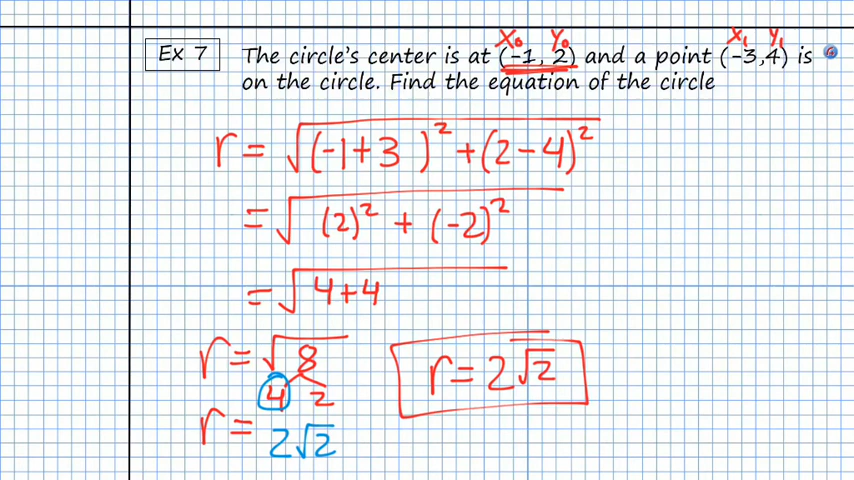 x₀ y₀ x₁ y₁
Ex 7 The circle's center is at (-1, 2) and a point (-3,4) is
on the circle. Find the equation of the circle
r = √(-1+3 )² + (2-4)²
= √(2)² + (-2)²
= √4+4
r = √8
4 2
r = 2√2
r = 2√2